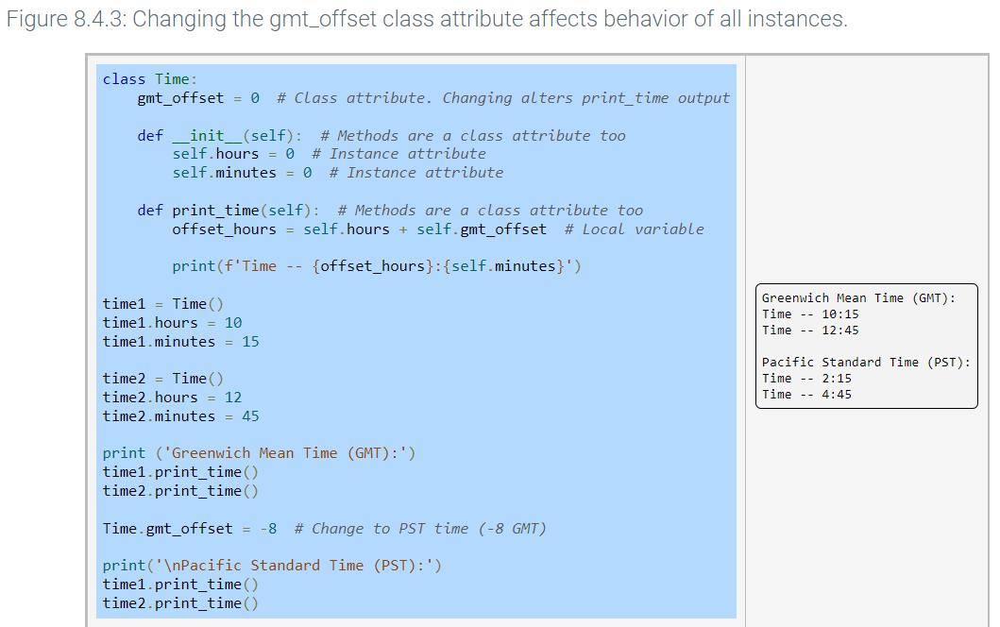 Figure 8.4.3: Changing the gmt_offset class attribute affects behavior of all instances.
class Time:
    gmt_offset = 0  # Class attribute. Changing alters print_time output

    def __init__(self):  # Methods are a class attribute too
        self.hours = 0  # Instance attribute
        self.minutes = 0  # Instance attribute

    def print_time(self):  # Methods are a class attribute too
        offset_hours = self.hours + self.gmt_offset  # Local variable

        print(f'Time -- {offset_hours}:{self.minutes}')

time1 = Time()
time1.hours = 10
time1.minutes = 15

time2 = Time()
time2.hours = 12
time2.minutes = 45

print ('Greenwich Mean Time (GMT):')
time1.print_time()
time2.print_time()

Time.gmt_offset = -8  # Change to PST time (-8 GMT)

print('\nPacific Standard Time (PST):')
time1.print_time()
time2.print_time()

Greenwich Mean Time (GMT):
Time -- 10:15
Time -- 12:45

Pacific Standard Time (PST):
Time -- 2:15
Time -- 4:45